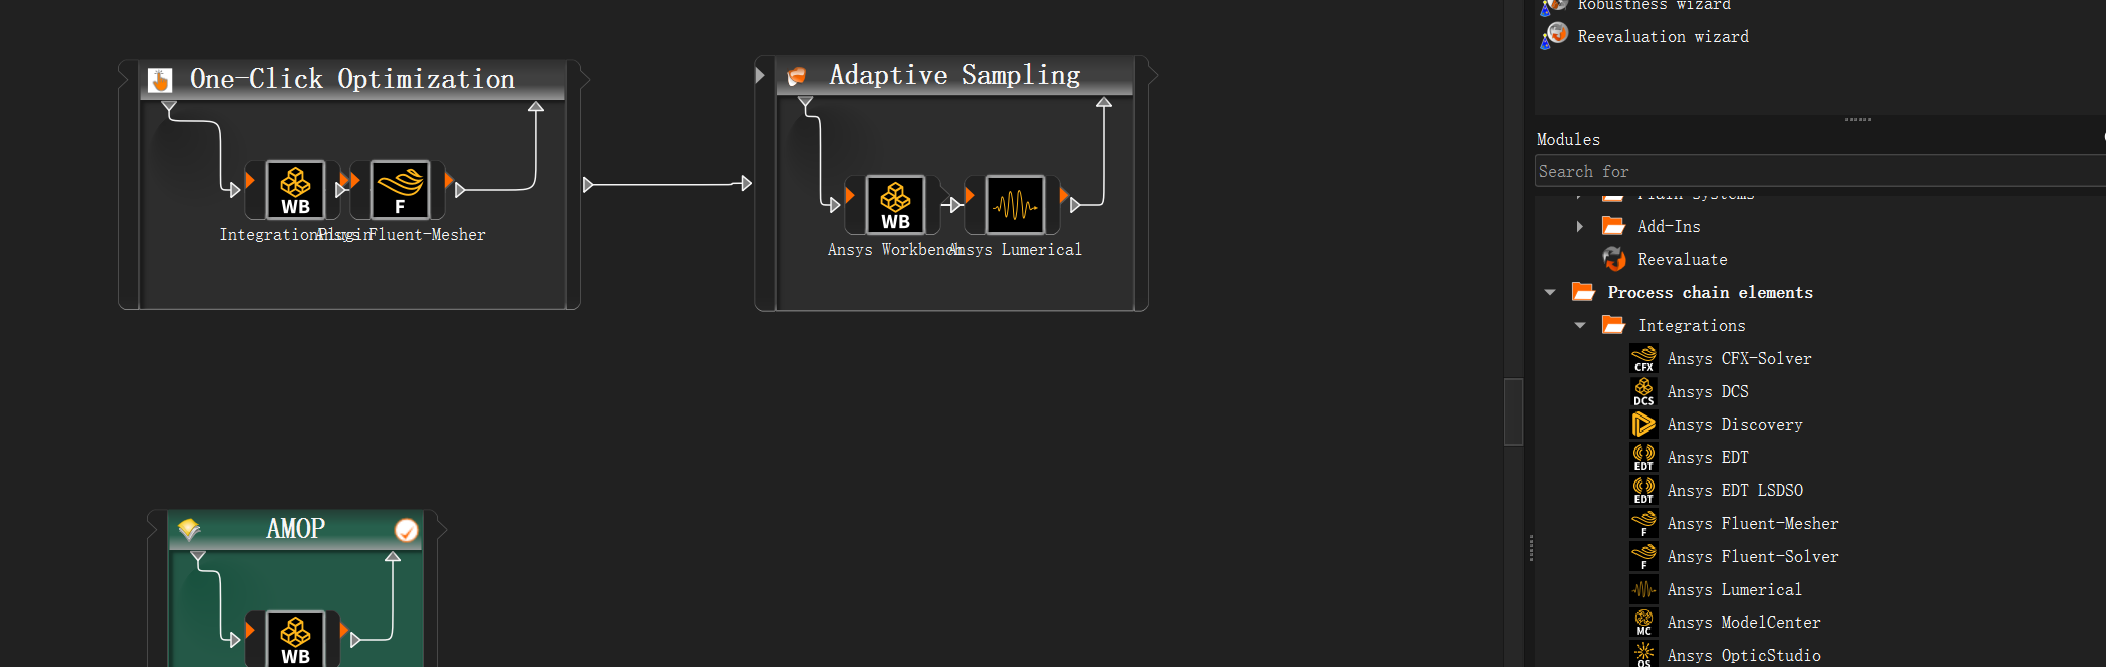 One-Click Optimization
WB
F
IntegrationPlugin
Ansys Fluent-Mesher
Adaptive Sampling
WB
Ansys Workbench
Ansys Lumerical
AMOP
WB
Robustness wizard
Reevaluation wizard
Modules
Search for
Plain systems
Add-Ins
Reevaluate
Process chain elements
Integrations
CFX Ansys CFX-Solver
DCS Ansys DCS
Ansys Discovery
EDT Ansys EDT
EDT Ansys EDT LSDSO
F Ansys Fluent-Mesher
F Ansys Fluent-Solver
Ansys Lumerical
MC Ansys ModelCenter
OS Ansys OpticStudio